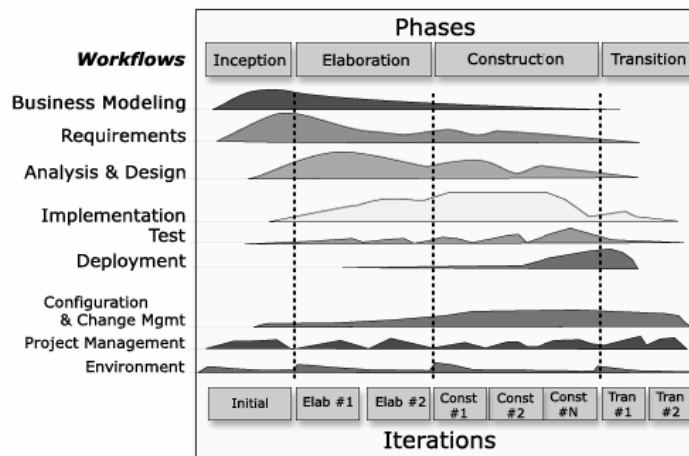 Phases
Workflows
Inception
Elaboration
Construction
Transition
Business Modeling
Requirements
Analysis & Design
Implementation
Test
Deployment
Configuration
& Change Mgmt
Project Management
Environment
Initial
Elab #1
Elab #2
Const
#1
Const
#2
Const
#N
Tran
#1
Tran
#2
Iterations